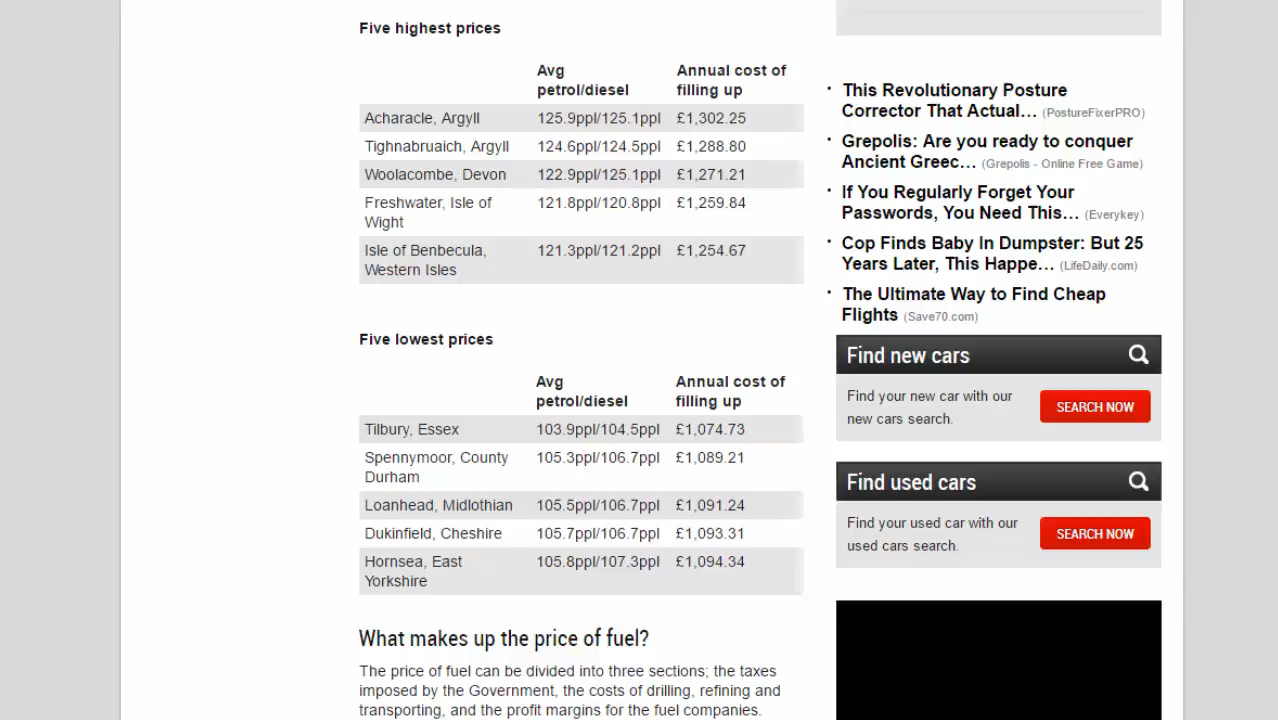 Five highest prices
Avg petrol/diesel
Annual cost of filling up
Acharacle, Argyll 125.9ppl/125.1ppl £1,302.25
Tighnabruaich, Argyll 124.6ppl/124.5ppl £1,288.80
Woolacombe, Devon 122.9ppl/125.1ppl £1,271.21
Freshwater, Isle of 121.8ppl/120.8ppl £1,259.84
Wight
Isle of Benbecula, 121.3ppl/121.2ppl £1,254.67
Western Isles
Five lowest prices
Avg petrol/diesel
Annual cost of filling up
Tilbury, Essex 103.9ppl/104.5ppl £1,074.73
Spennymoor, County 105.3ppl/106.7ppl £1,089.21
Durham
Loanhead, Midlothian 105.5ppl/106.7ppl £1,091.24
Dukinfield, Cheshire 105.7ppl/106.7ppl £1,093.31
Hornsea, East 105.8ppl/107.3ppl £1,094.34
Yorkshire
What makes up the price of fuel?
The price of fuel can be divided into three sections; the taxes
imposed by the Government, the costs of drilling, refining and
transporting, and the profit margins for the fuel companies.
· This Revolutionary Posture
Corrector That Actual… (PostureFixerPRO)
· Grepolis: Are you ready to conquer
Ancient Greec… (Grepolis - Online Free Game)
· If You Regularly Forget Your
Passwords, You Need This… (Everykey)
· Cop Finds Baby In Dumpster: But 25
Years Later, This Happe… (LifeDaily.com)
· The Ultimate Way to Find Cheap
Flights (Save70.com)
Find new cars
Find your new car with our
new cars search.
SEARCH NOW
Find used cars
Find your used car with our
used cars search.
SEARCH NOW